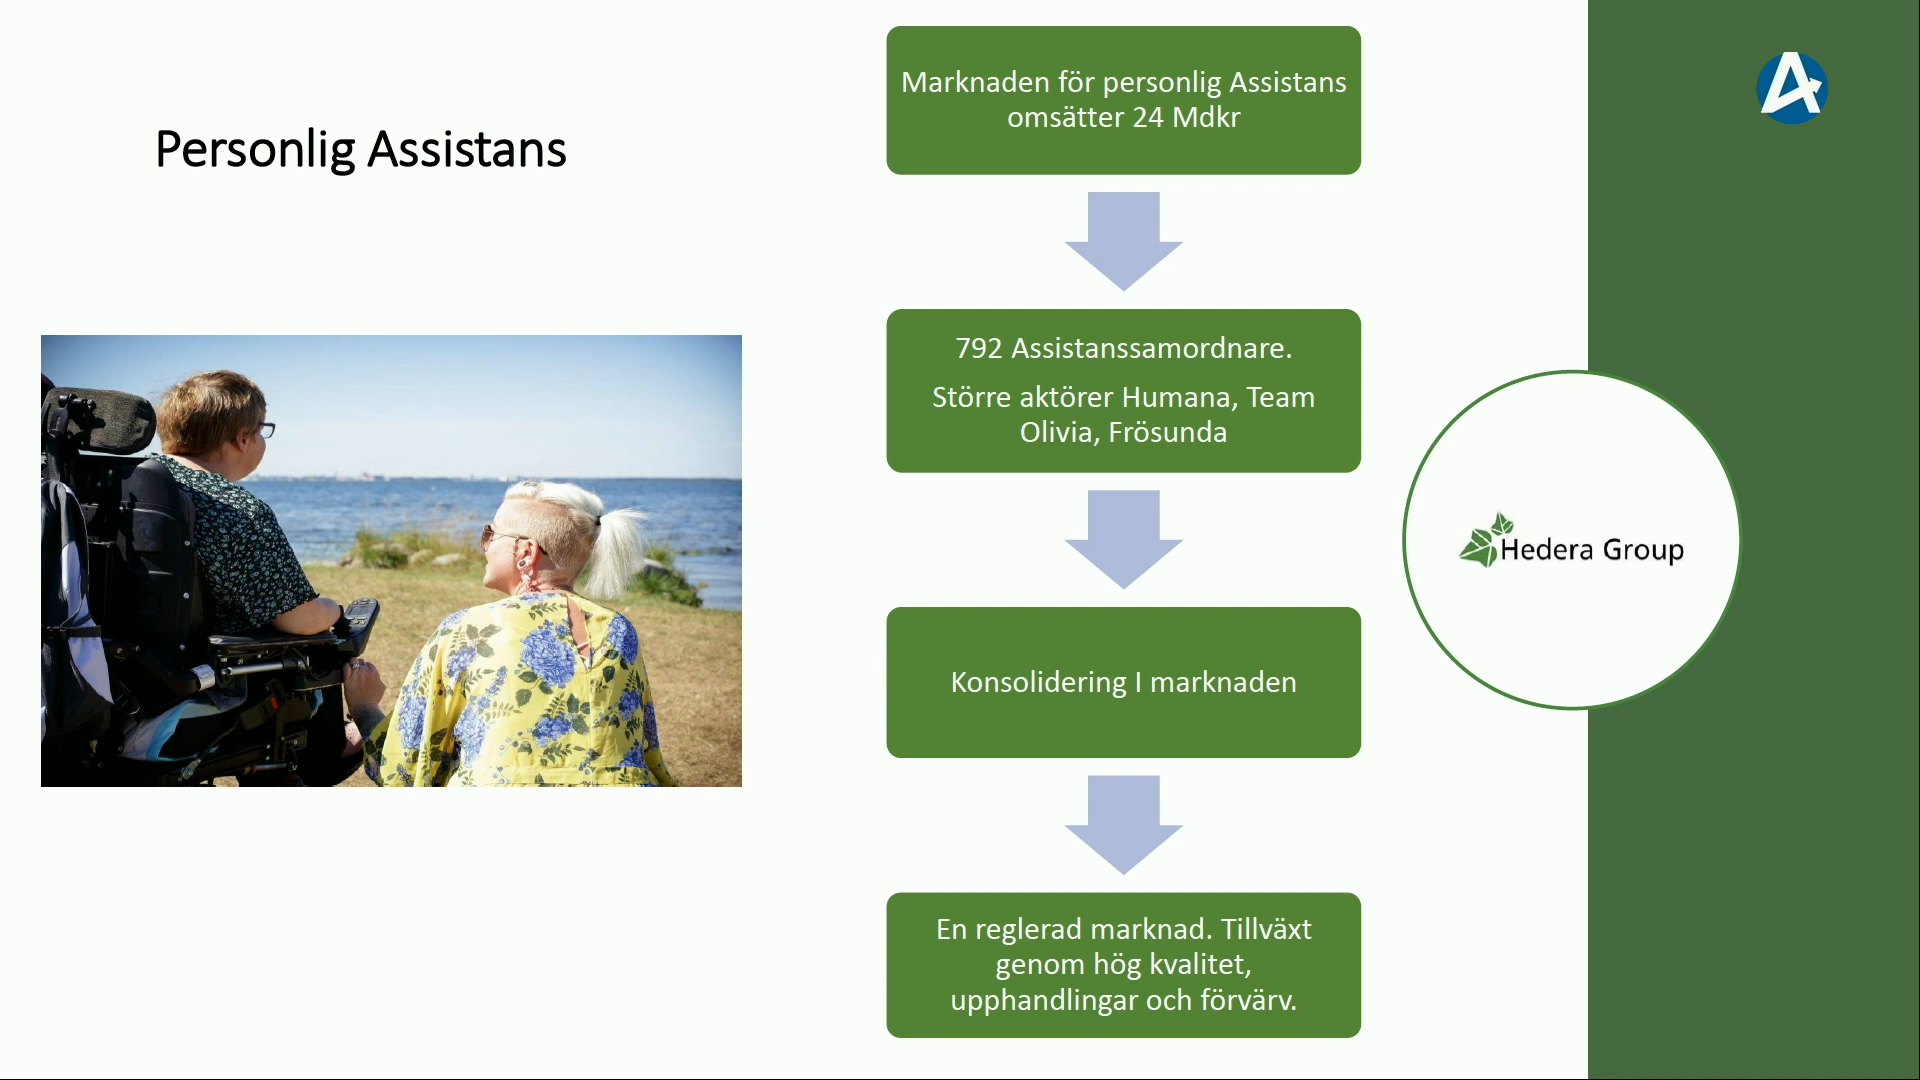 Personlig Assistans
Marknaden för personlig Assistans
omsätter 24 Mdkr
792 Assistanssamordnare.
Större aktörer Humana, Team
Olivia, Frösunda
Konsolidering I marknaden
En reglerad marknad. Tillväxt
genom hög kvalitet,
upphandlingar och förvärv.
Hedera Group